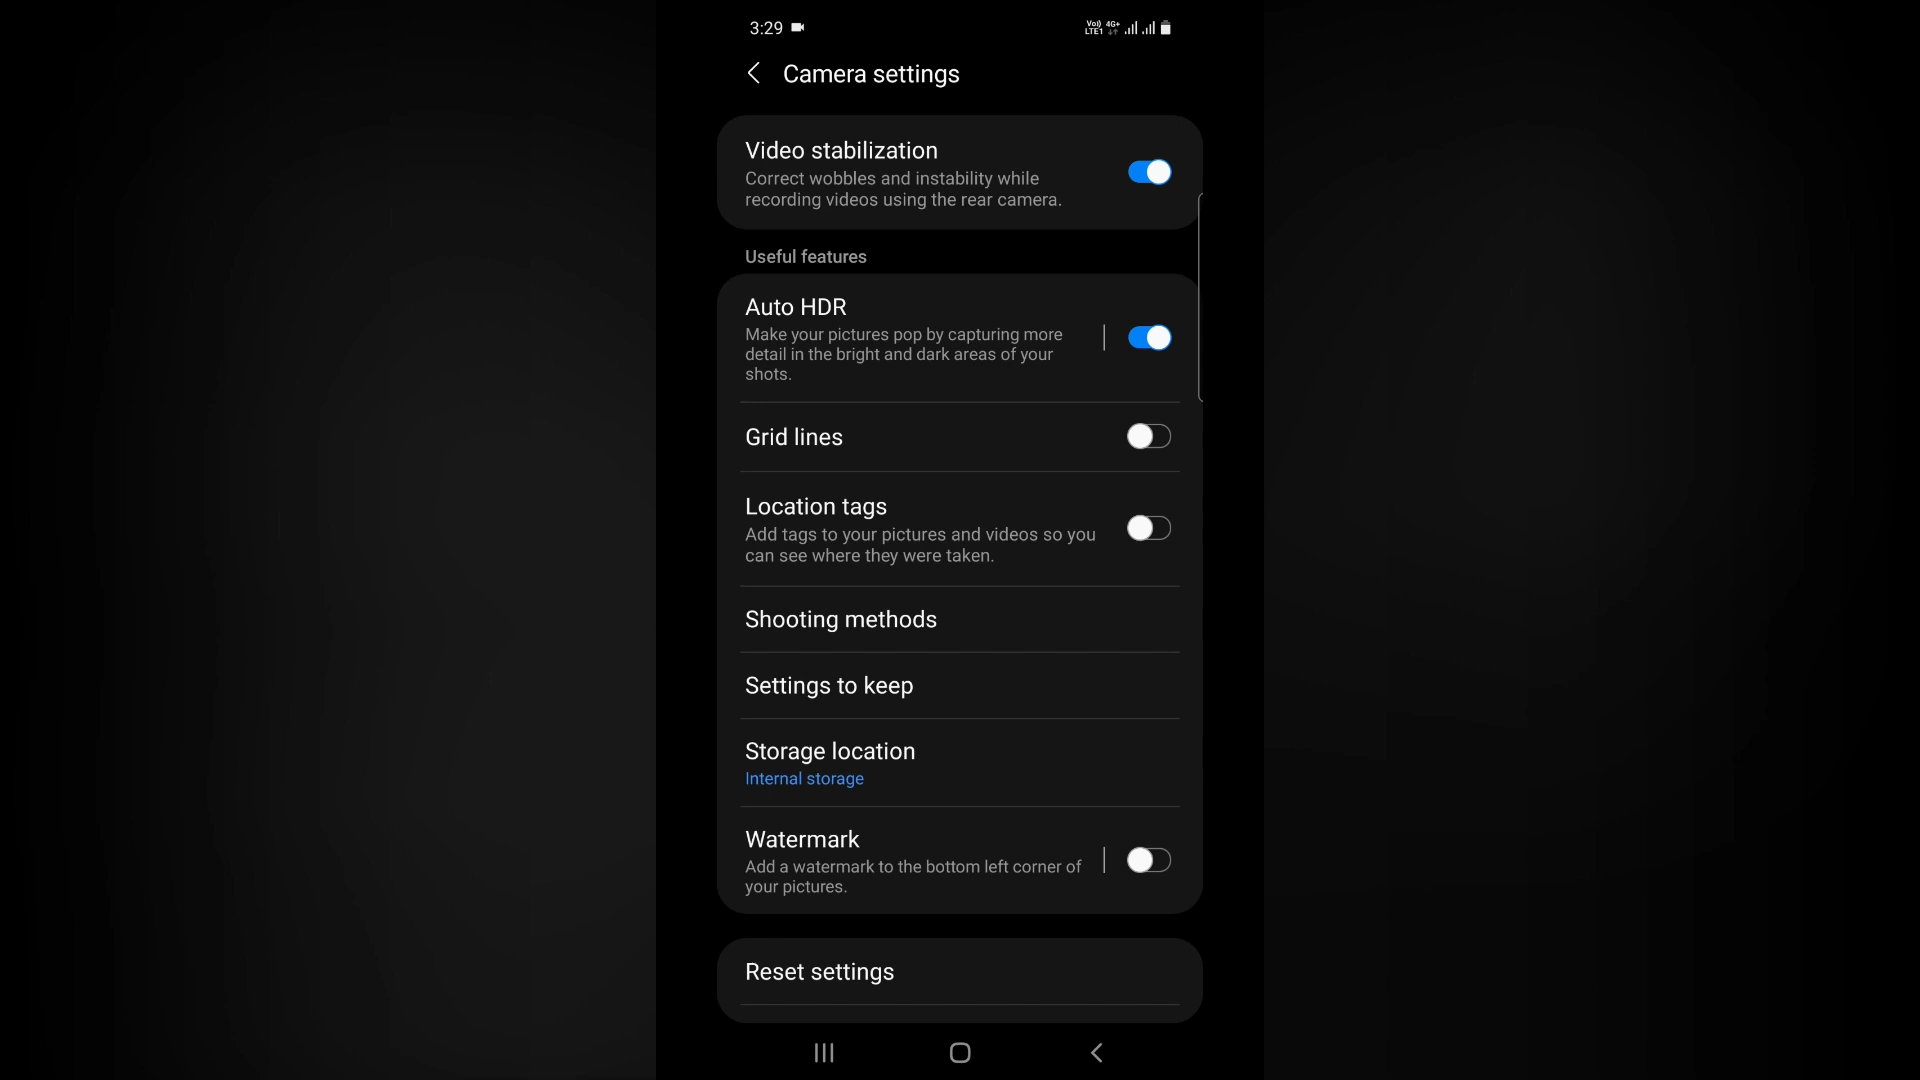 3:29
Vo)) 4G+
LTE1
Camera settings
Video stabilization
Correct wobbles and instability while
recording videos using the rear camera.
Useful features
Auto HDR
Make your pictures pop by capturing more
detail in the bright and dark areas of your
shots.
Grid lines
Location tags
Add tags to your pictures and videos so you
can see where they were taken.
Shooting methods
Settings to keep
Storage location
Internal storage
Watermark
Add a watermark to the bottom left corner of
your pictures.
Reset settings